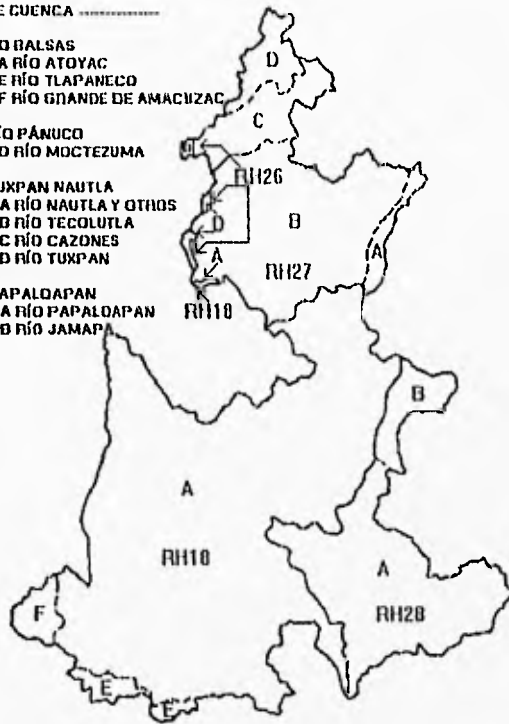 E CUENCA
O BALSAS
A RÍO ATOYAC
E RÍO TLAPANECO
F RÍO GRANDE DE AMACUZAC
ÍO PÁNUCO
D RÍO MOCTEZUMA
UXPAN NAUTLA
A RÍO NAUTLA Y OTROS
B RÍO TECOLUTLA
C RÍO CAZONES
D RÍO TUXPAN
APALOAPAN
A RÍO PAPALOAPAN
B RÍO JAMAPA
D
C
RH26
D
B
A
RH27
A
RH18
B
A
RH18
A
RH28
F
E
E